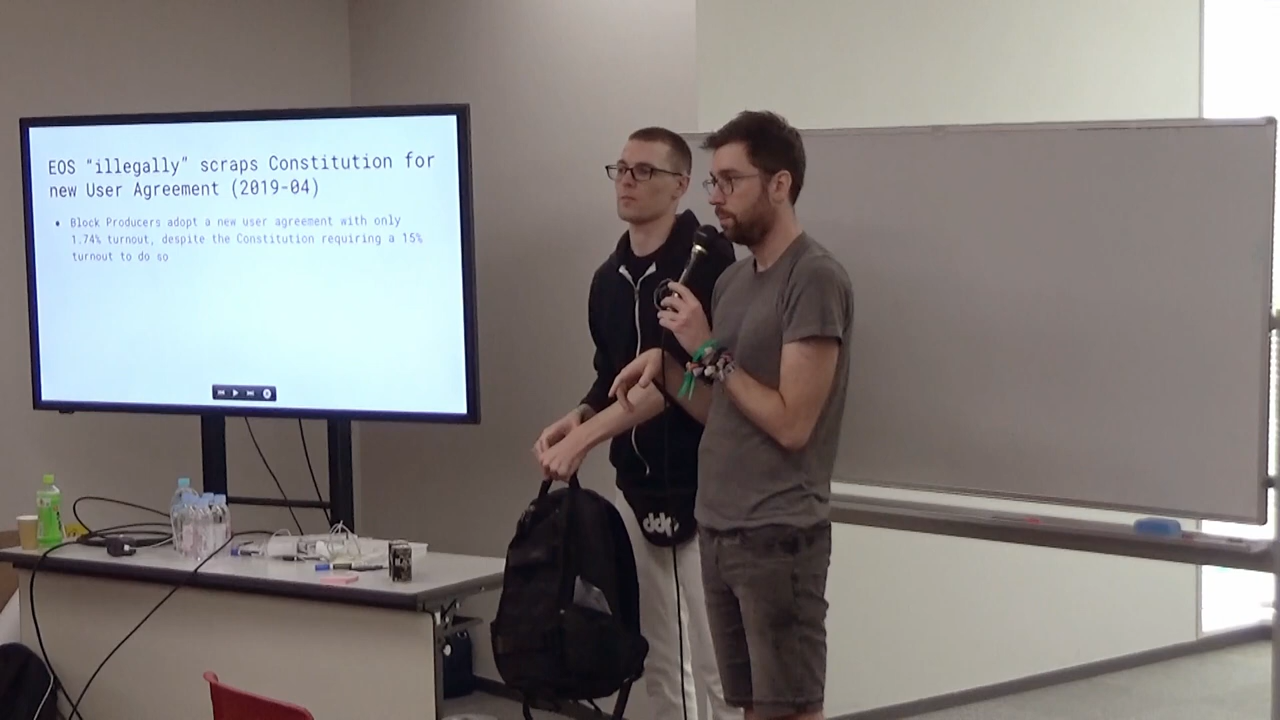 EOS “illegally” scraps Constitution for
new User Agreement (2019-04)
• Block Producers adopt a new user agreement with only
1.74% turnout, despite the Constitution requiring a 15%
turnout to do so